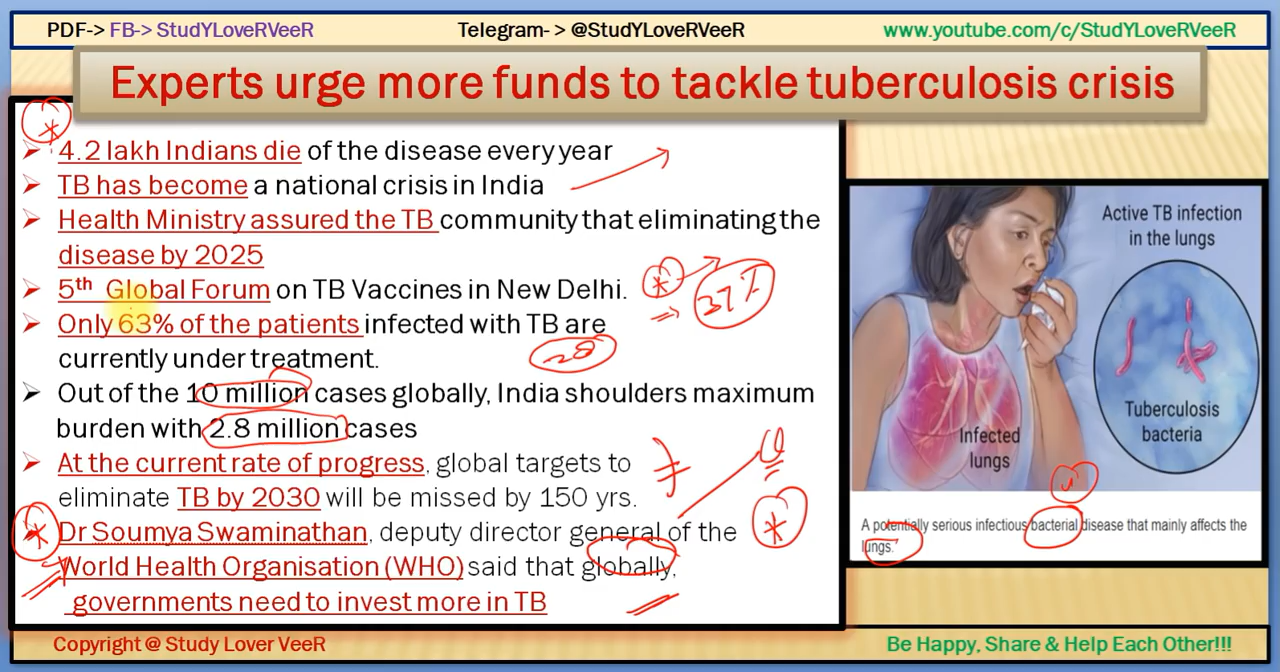 PDF-> FB-> StudYLoveRVeeR
Telegram- > @StudYLoveRVeeR
www.youtube.com/c/StudYLoveRVeeR
Experts urge more funds to tackle tuberculosis crisis
4.2 lakh Indians die of the disease every year
TB has become a national crisis in India
Health Ministry assured the TB community that eliminating the
disease by 2025
5th Global Forum on TB Vaccines in New Delhi.
37%
Only 63% of the patients infected with TB are
currently under treatment.
28
Out of the 10 million cases globally, India shoulders maximum
burden with 2.8 million cases
At the current rate of progress, global targets to
eliminate TB by 2030 will be missed by 150 yrs.
Dr Soumya Swaminathan, deputy director general of the
World Health Organisation (WHO) said that globally,
governments need to invest more in TB
Active TB infection
in the lungs
Tuberculosis
bacteria
Infected
lungs
A potentially serious infectious bacterial disease that mainly affects the
lungs.
Copyright @ Study Lover VeeR
Be Happy, Share & Help Each Other!!!